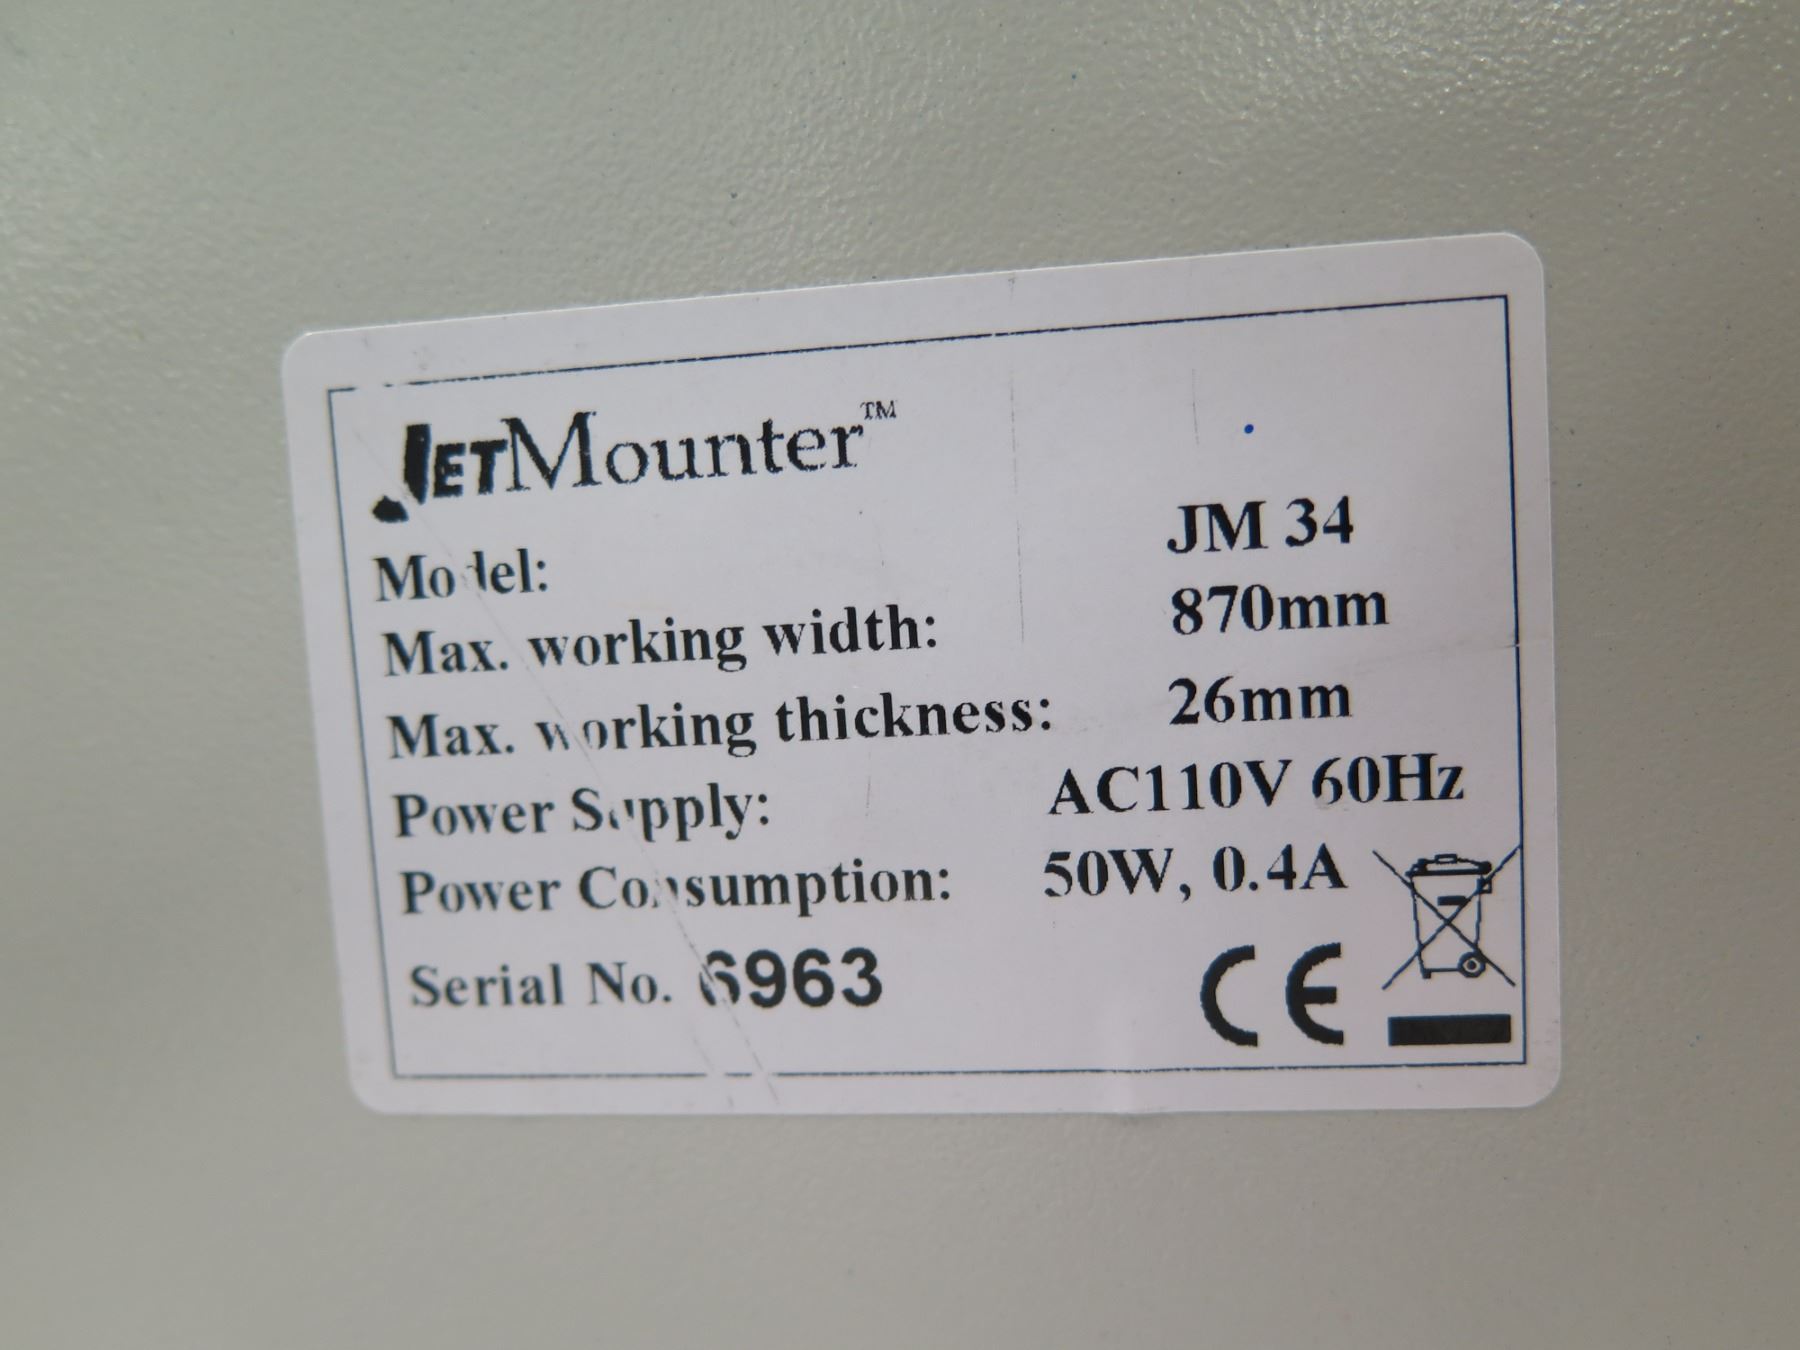 JETMounter™
Model: JM 34
Max. working width: 870mm
Max. working thickness: 26mm
Power Supply: AC110V 60Hz
Power Consumption: 50W, 0.4A
Serial No. 6963
CE